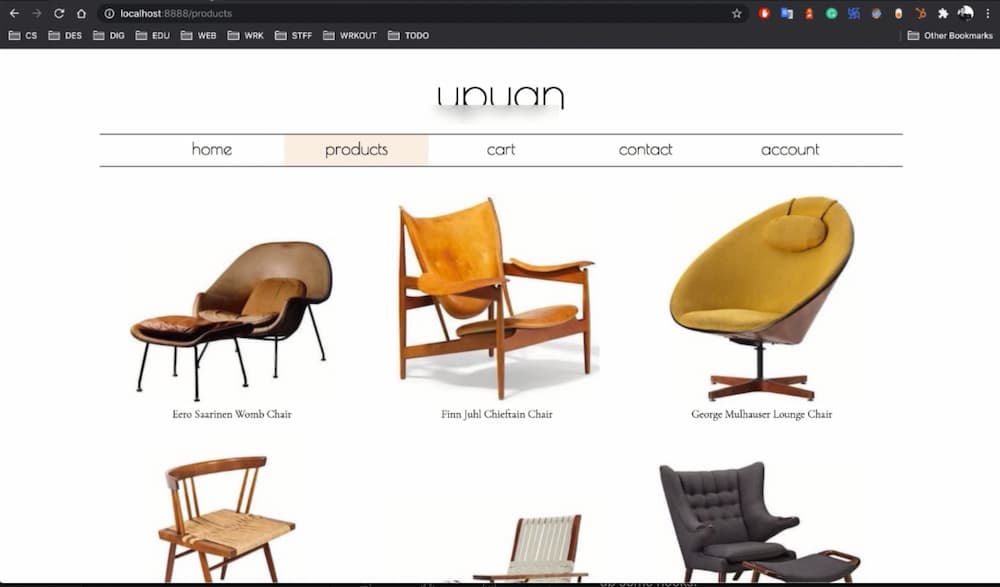 localhost:8888/products
CS DES DIG EDU WEB WRK STFF WRKOUT TODO Other Bookmarks
upuan
home products cart contact account
Eero Saarinen Womb Chair Finn Juhl Chieftain Chair George Mulhauser Lounge Chair